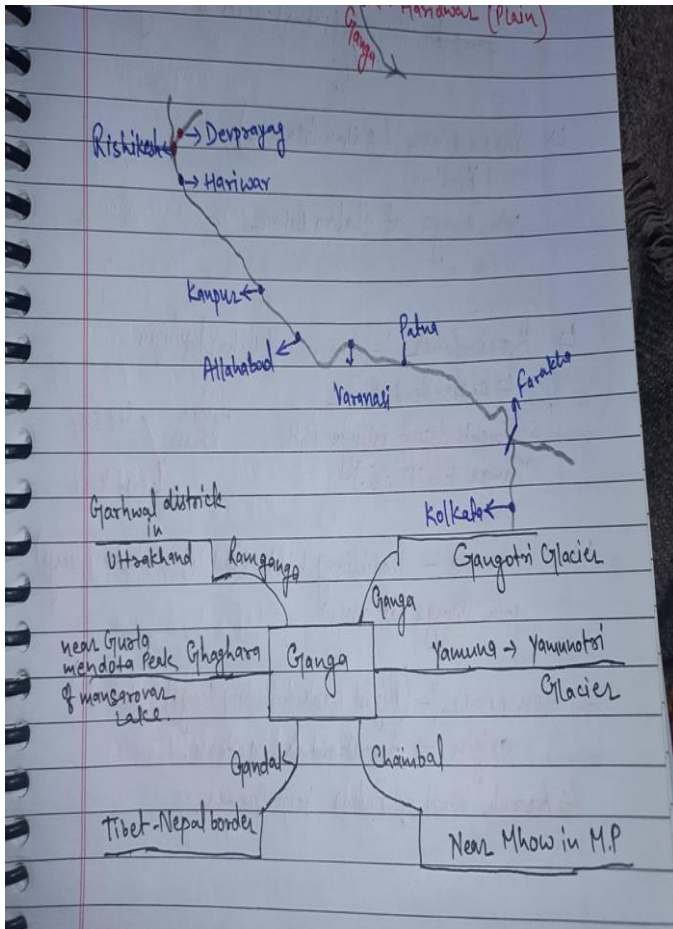 Hariawar (Plain)
Ganga
Rishikesh
Devprayag
Hariwar
Kanpur
Allahabad
Varanasi
Patna
Farakha
Kolkata
Garhwal district
in
Uttrakhand
Ramganga
Gangotri Glacier
Ganga
near Gurla
mendota Peak
of mansarovar
Lake.
Ghaghara
Ganga
Yamuna → Yamunotri
Glacier
Gandak
Chambal
Tibet-Nepal border
Near Mhow in M.P